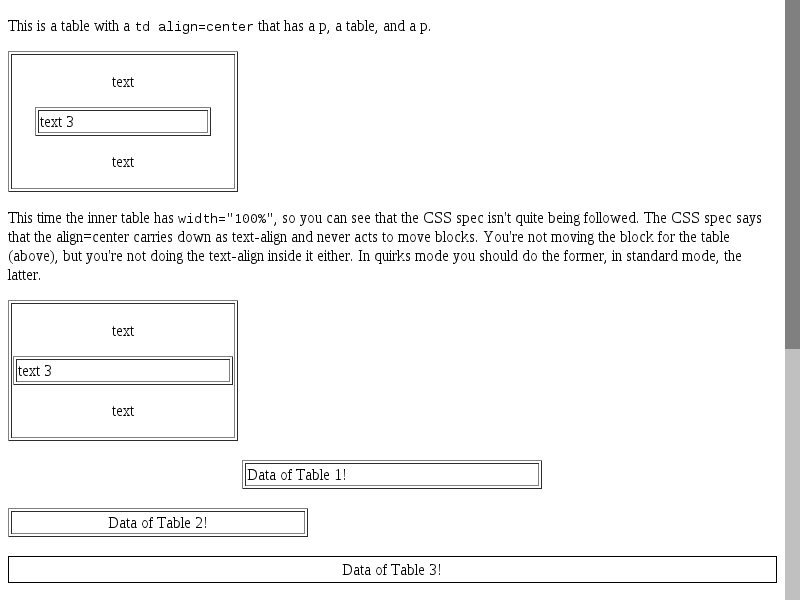 This is a table with a td align=center that has a p, a table, and a p.
text
text 3
text
This time the inner table has width="100%", so you can see that the CSS spec isn't quite being followed. The CSS spec says
that the align=center carries down as text-align and never acts to move blocks. You're not moving the block for the table
(above), but you're not doing the text-align inside it either. In quirks mode you should do the former, in standard mode, the
latter.
text
text 3
text
Data of Table 1!
Data of Table 2!
Data of Table 3!